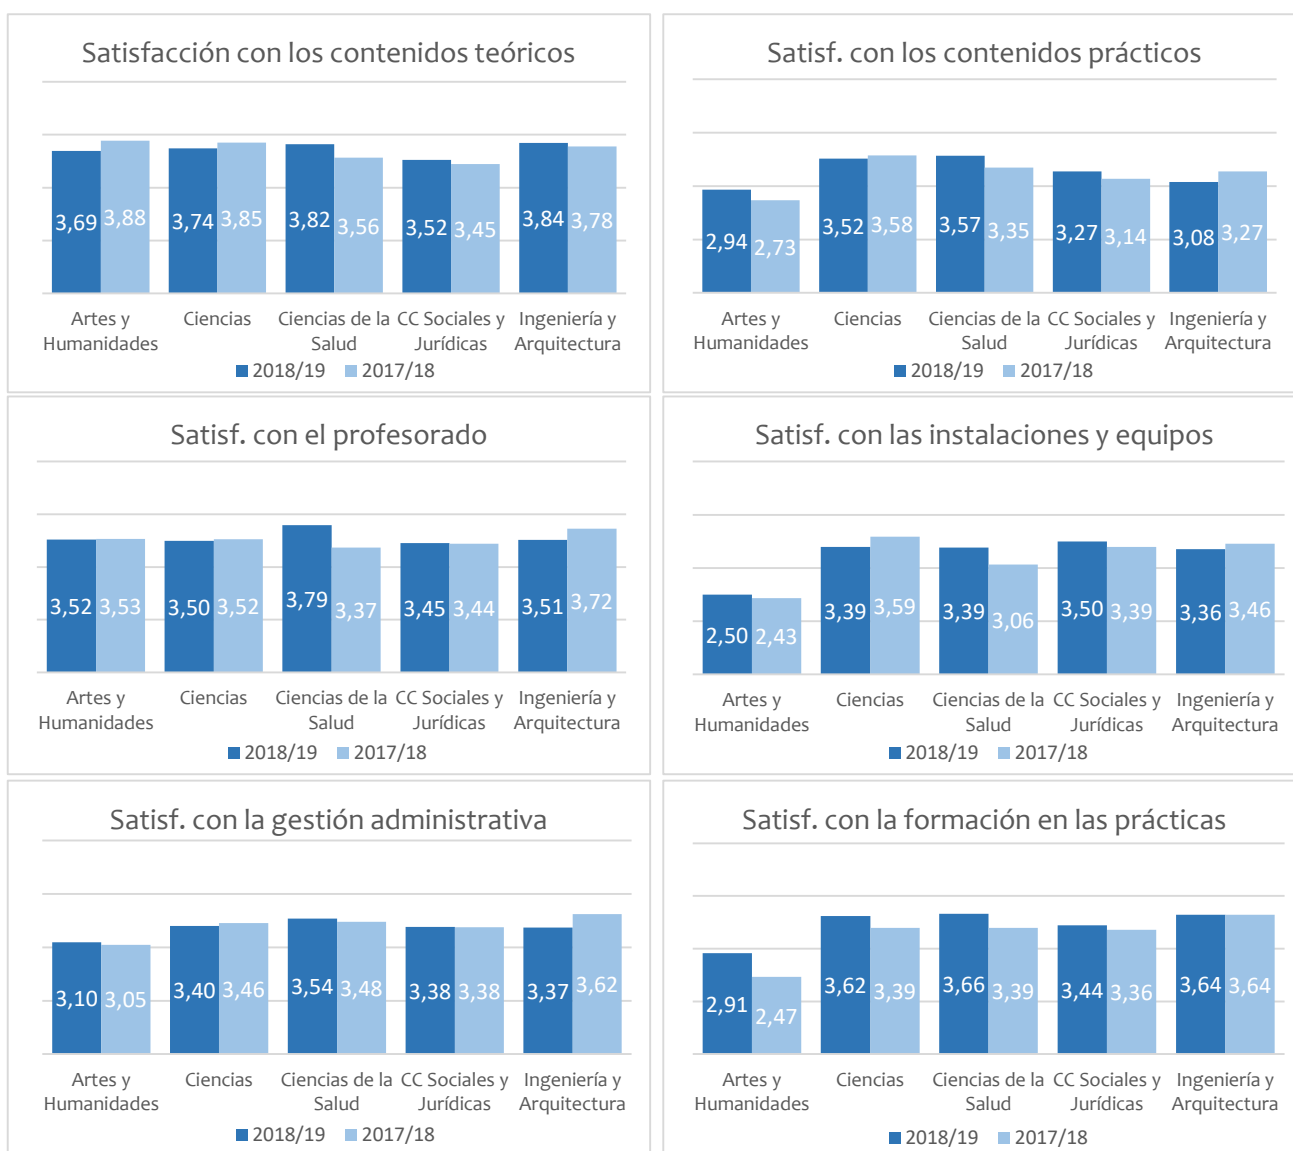 Satisfacción con los contenidos teóricos
3,69 3,88 3,74 3,85 3,82 3,56 3,52 3,45 3,84 3,78
Artes y Humanidades Ciencias Ciencias de la Salud CC Sociales y Jurídicas Ingeniería y Arquitectura
2018/19 2017/18
Satisf. con los contenidos prácticos
2,94 2,73 3,52 3,58 3,57 3,35 3,27 3,14 3,08 3,27
Artes y Humanidades Ciencias Ciencias de la Salud CC Sociales y Jurídicas Ingeniería y Arquitectura
2018/19 2017/18
Satisf. con el profesorado
3,52 3,53 3,50 3,52 3,79 3,37 3,45 3,44 3,51 3,72
Artes y Humanidades Ciencias Ciencias de la Salud CC Sociales y Jurídicas Ingeniería y Arquitectura
2018/19 2017/18
Satisf. con las instalaciones y equipos
2,50 2,43 3,39 3,59 3,39 3,06 3,50 3,39 3,36 3,46
Artes y Humanidades Ciencias Ciencias de la Salud CC Sociales y Jurídicas Ingeniería y Arquitectura
2018/19 2017/18
Satisf. con la gestión administrativa
3,10 3,05 3,40 3,46 3,54 3,48 3,38 3,38 3,37 3,62
Artes y Humanidades Ciencias Ciencias de la Salud CC Sociales y Jurídicas Ingeniería y Arquitectura
2018/19 2017/18
Satisf. con la formación en las prácticas
2,91 2,47 3,62 3,39 3,66 3,39 3,44 3,36 3,64 3,64
Artes y Humanidades Ciencias Ciencias de la Salud CC Sociales y Jurídicas Ingeniería y Arquitectura
2018/19 2017/18